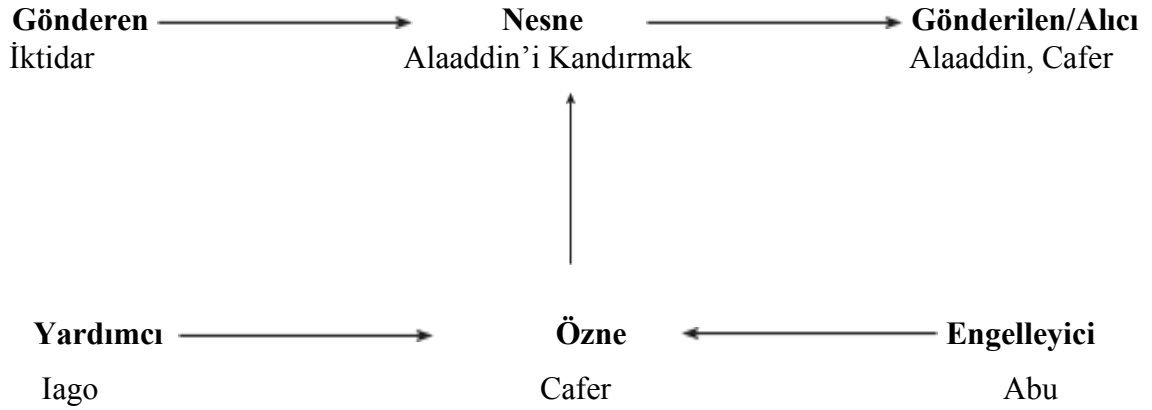 Gönderen Nesne Gönderilen/Alıcı
İktidar Alaaddin’i Kandırmak Alaaddin, Cafer
Yardımcı Özne Engelleyici
Iago Cafer Abu